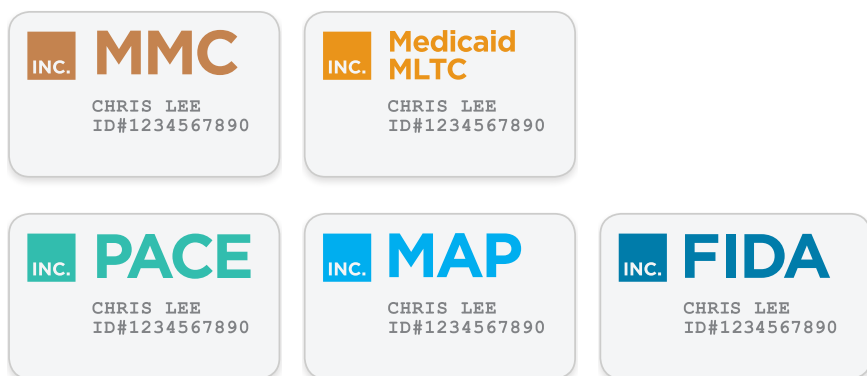 INC. MMC
CHRIS LEE
ID#1234567890
INC. Medicaid
MLTC
CHRIS LEE
ID#1234567890
INC. PACE
CHRIS LEE
ID#1234567890
INC. MAP
CHRIS LEE
ID#1234567890
INC. FIDA
CHRIS LEE
ID#1234567890